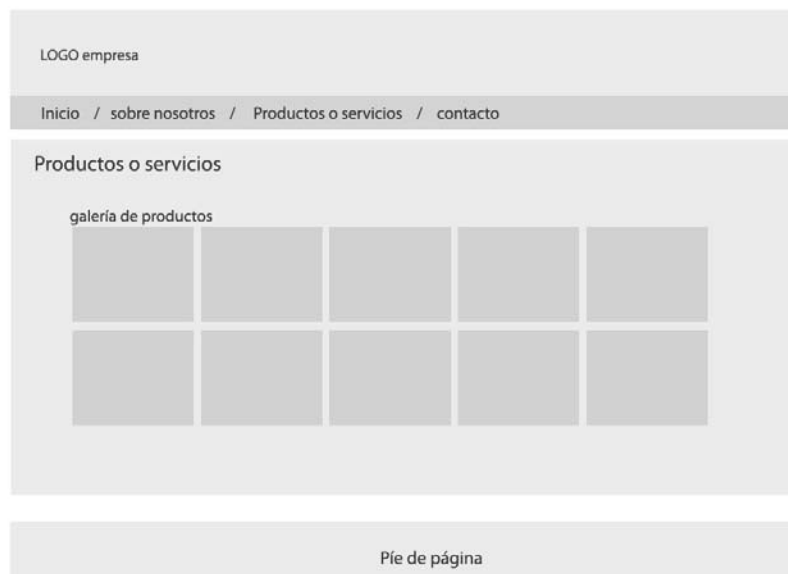 LOGO empresa
Inicio / sobre nosotros / Productos o servicios / contacto
Productos o servicios
galería de productos
Píe de página